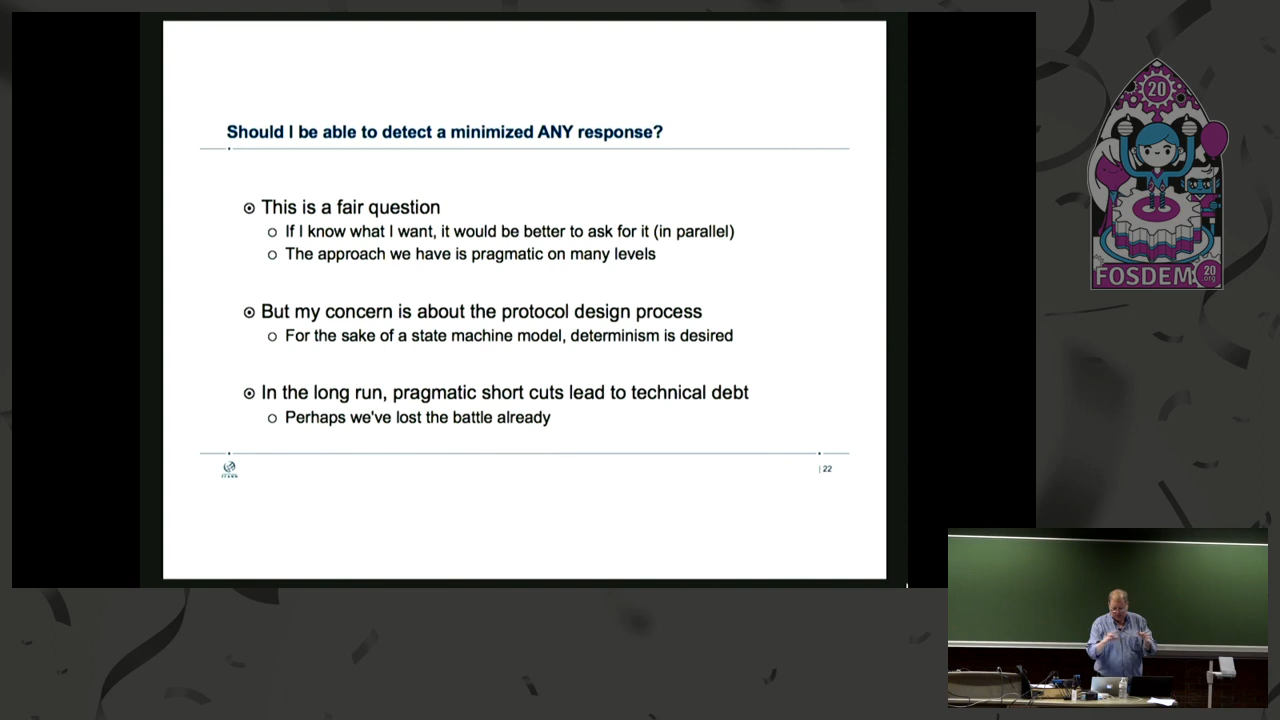 Should I be able to detect a minimized ANY response?
This is a fair question
If I know what I want, it would be better to ask for it (in parallel)
The approach we have is pragmatic on many levels
But my concern is about the protocol design process
For the sake of a state machine model, determinism is desired
In the long run, pragmatic short cuts lead to technical debt
Perhaps we've lost the battle already
| 22
20
FOSDEM
20
.org